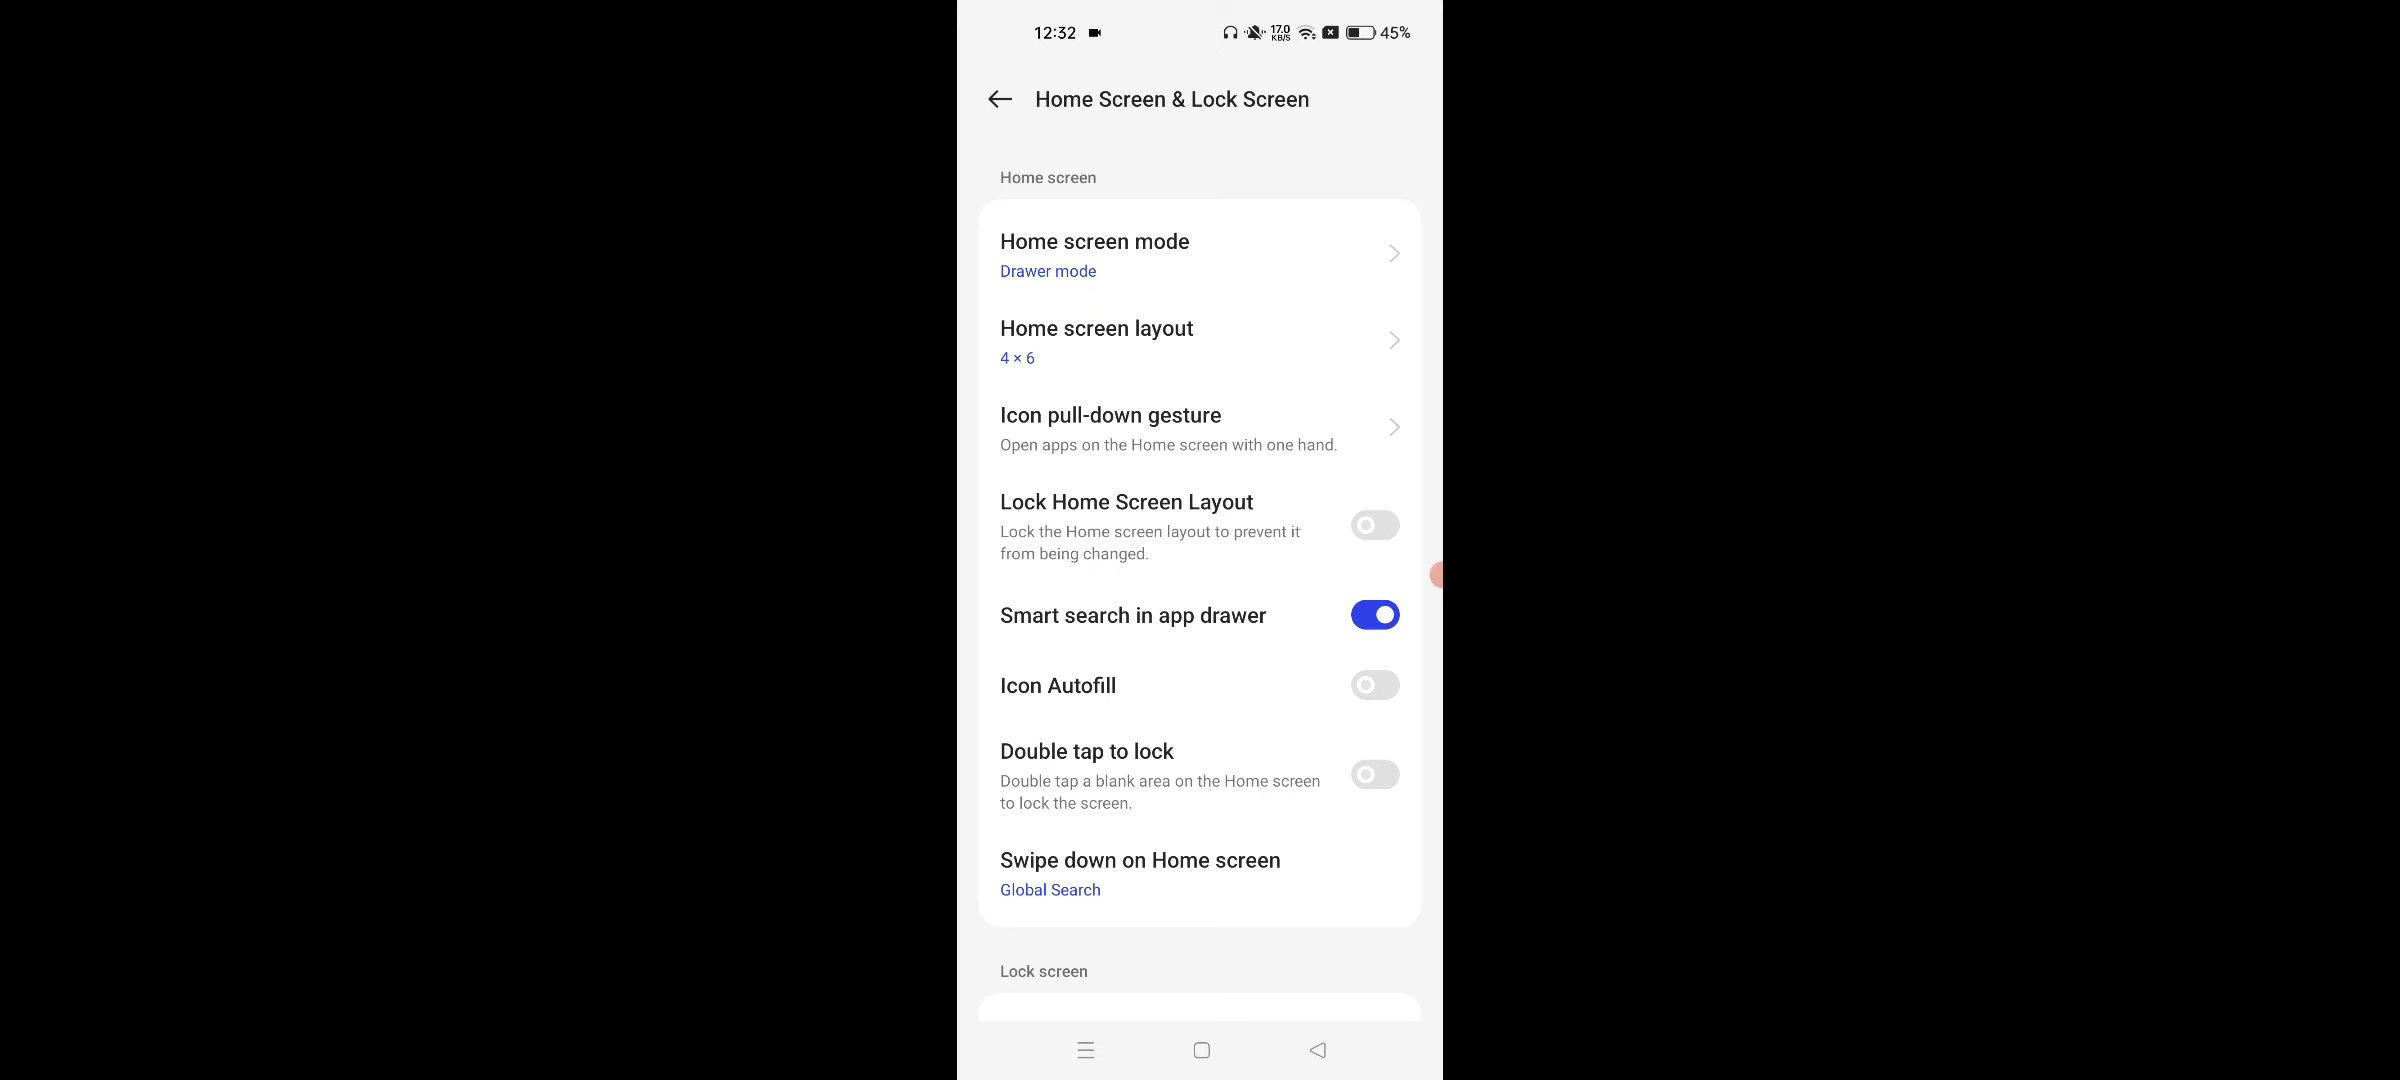 12:32
17.0
KB/S
45%
Home Screen & Lock Screen
Home screen
Home screen mode
Drawer mode
Home screen layout
4 × 6
Icon pull-down gesture
Open apps on the Home screen with one hand.
Lock Home Screen Layout
Lock the Home screen layout to prevent it
from being changed.
Smart search in app drawer
Icon Autofill
Double tap to lock
Double tap a blank area on the Home screen
to lock the screen.
Swipe down on Home screen
Global Search
Lock screen